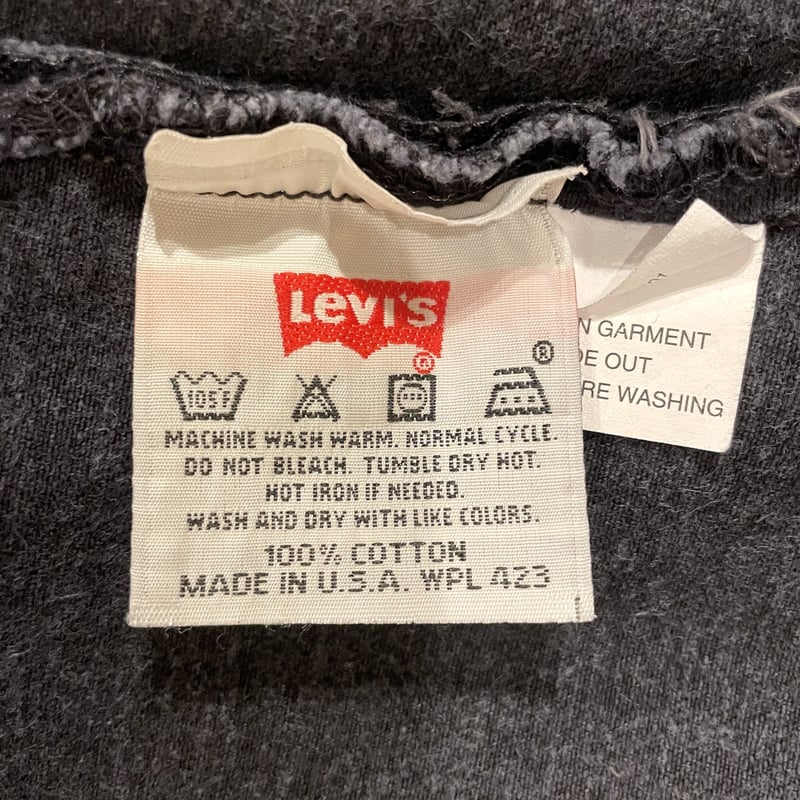 Levi's
®
®
105F
MACHINE WASH WARM. NORMAL CYCLE.
DO NOT BLEACH. TUMBLE DRY HOT.
HOT IRON IF NEEDED.
WASH AND DRY WITH LIKE COLORS.
100% COTTON
MADE IN U.S.A. WPL 423
N GARMENT
DE OUT
RE WASHING